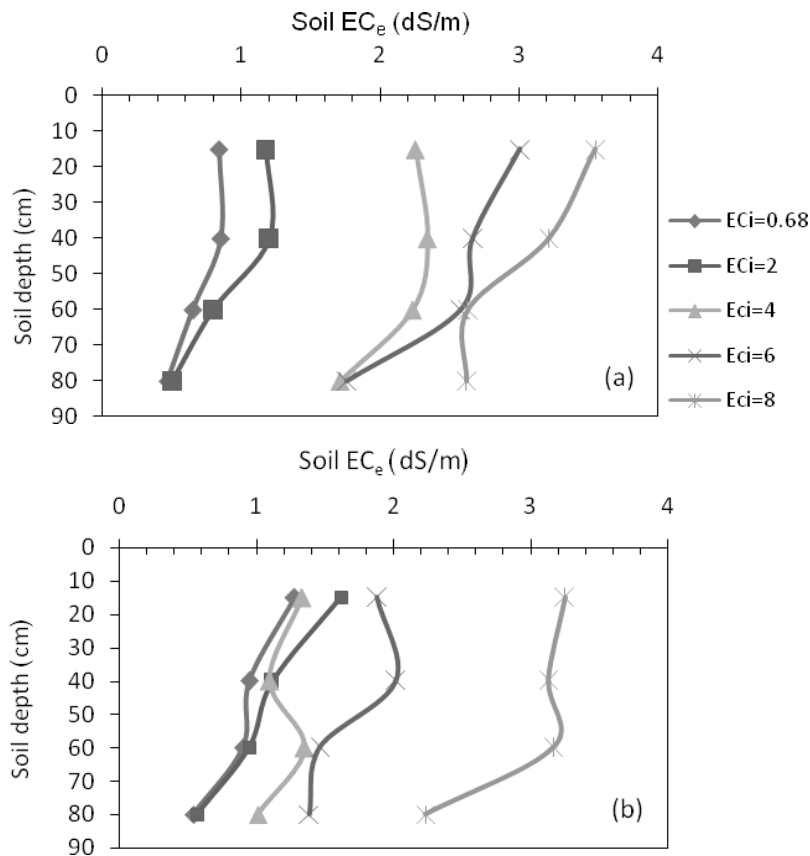 Soil ECe (dS/m)
0 1 2 3 4
0
10
20
30
40
50
60
70
80
90
Soil depth (cm)
(a)
ECi=0.68
ECi=2
Eci=4
Eci=6
Eci=8
Soil ECe (dS/m)
0 1 2 3 4
0
10
20
30
40
50
60
70
80
90
Soil depth (cm)
(b)